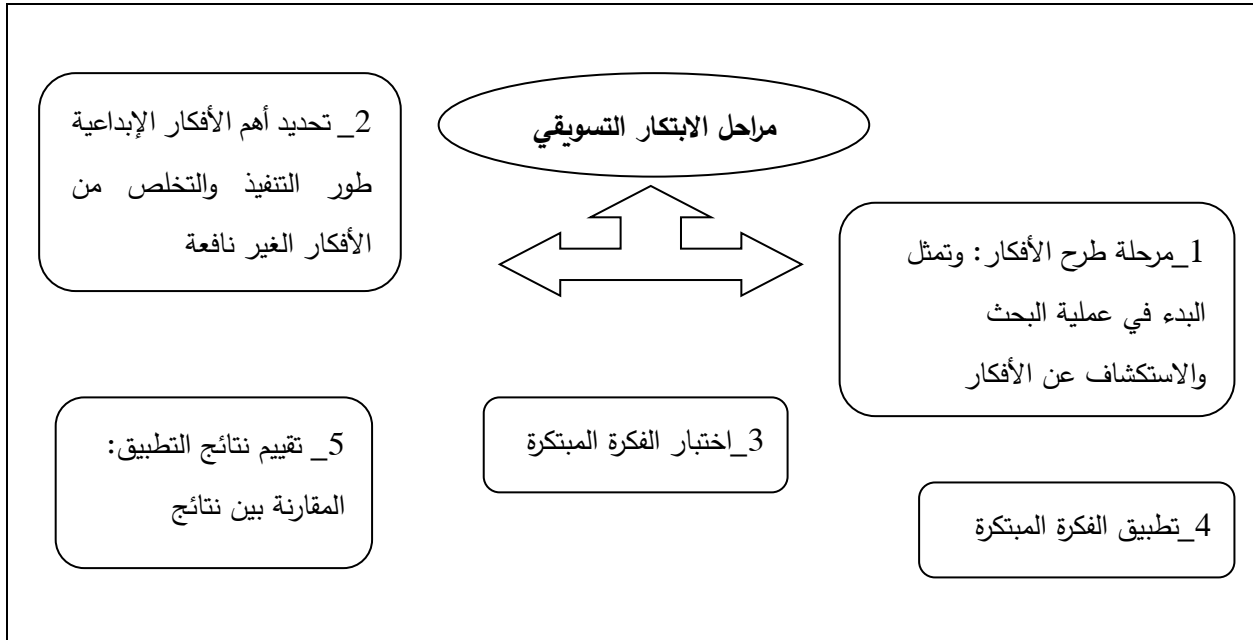 مراحل الابتكار التسويقي
1_مرحلة طرح الأفكار: وتمثل
البدء في عملية البحث
والاستكشاف عن الأفكار
2_ تحديد أهم الأفكار الإبداعية
طور التنفيذ والتخلص من
الأفكار الغير نافعة
3_اختبار الفكرة المبتكرة
4_تطبيق الفكرة المبتكرة
5_ تقييم نتائج التطبيق:
المقارنة بين نتائج